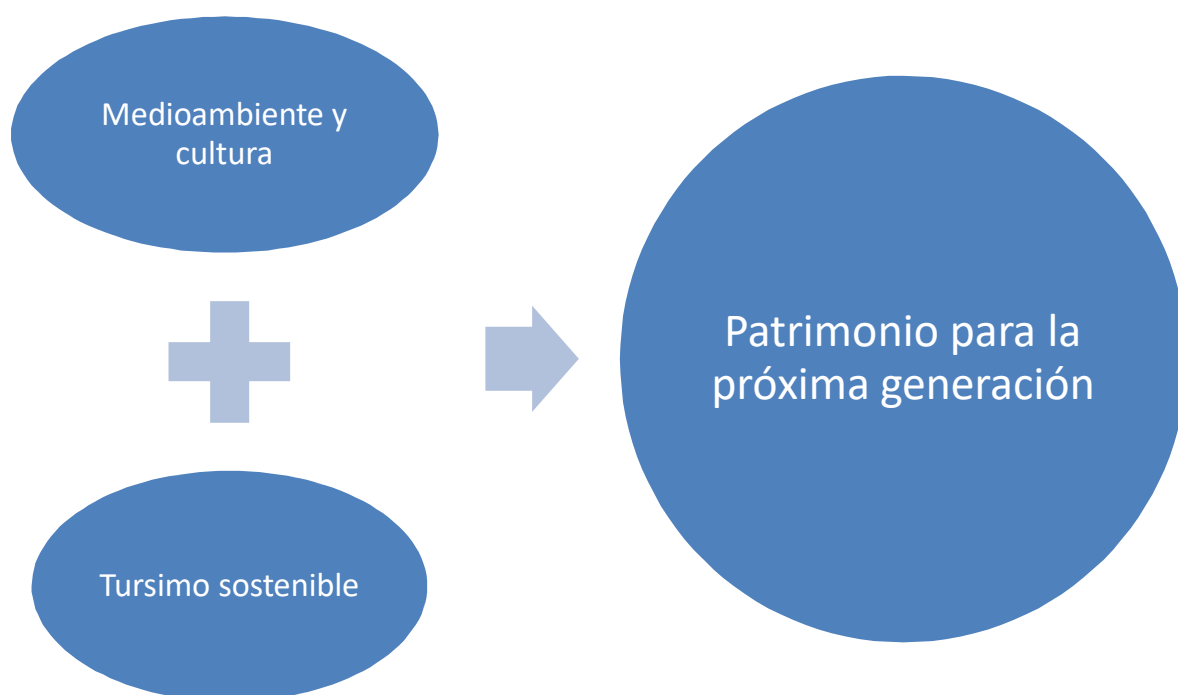 Medioambiente y
cultura
Tursimo sostenible
Patrimonio para la
próxima generación